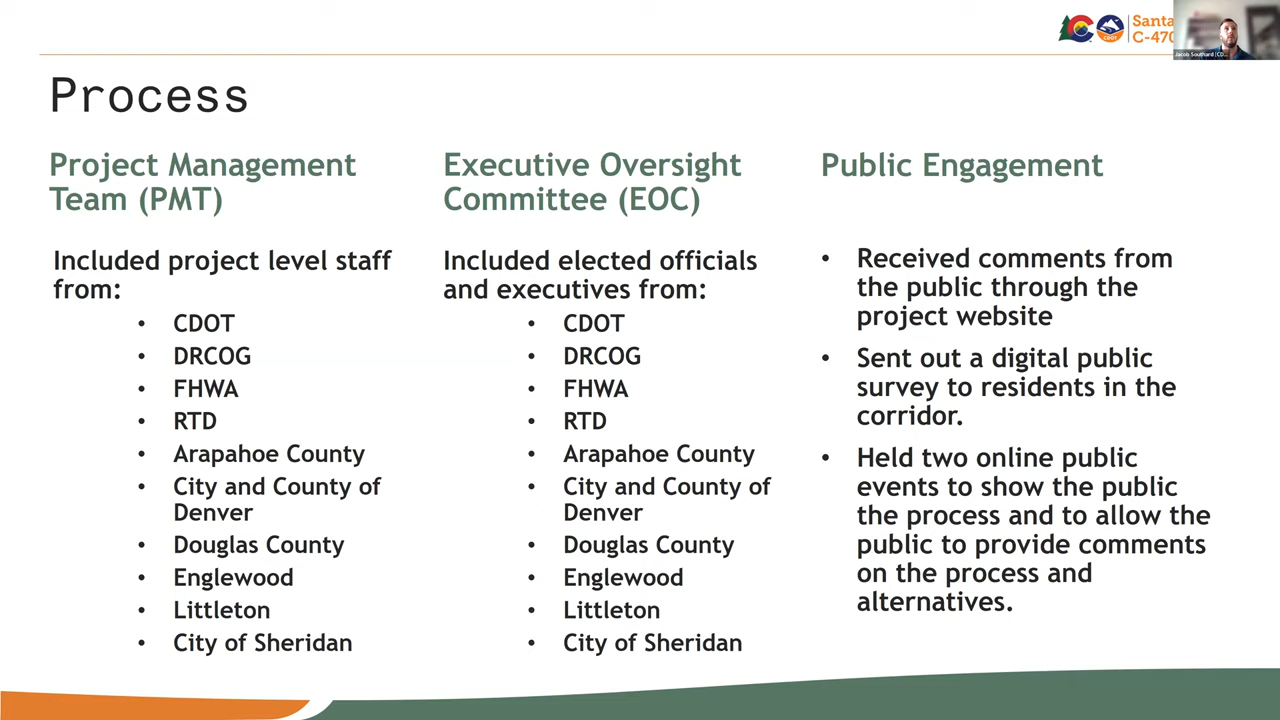 Santa
C-470
Jacob Southard (CD...
CDOT
Process
Project Management
Team (PMT)
Included project level staff
from:
• CDOT
• DRCOG
• FHWA
• RTD
• Arapahoe County
• City and County of
Denver
• Douglas County
• Englewood
• Littleton
• City of Sheridan
Executive Oversight
Committee (EOC)
Included elected officials
and executives from:
• CDOT
• DRCOG
• FHWA
• RTD
• Arapahoe County
• City and County of
Denver
• Douglas County
• Englewood
• Littleton
• City of Sheridan
Public Engagement
• Received comments from
the public through the
project website
• Sent out a digital public
survey to residents in the
corridor.
• Held two online public
events to show the public
the process and to allow the
public to provide comments
on the process and
alternatives.